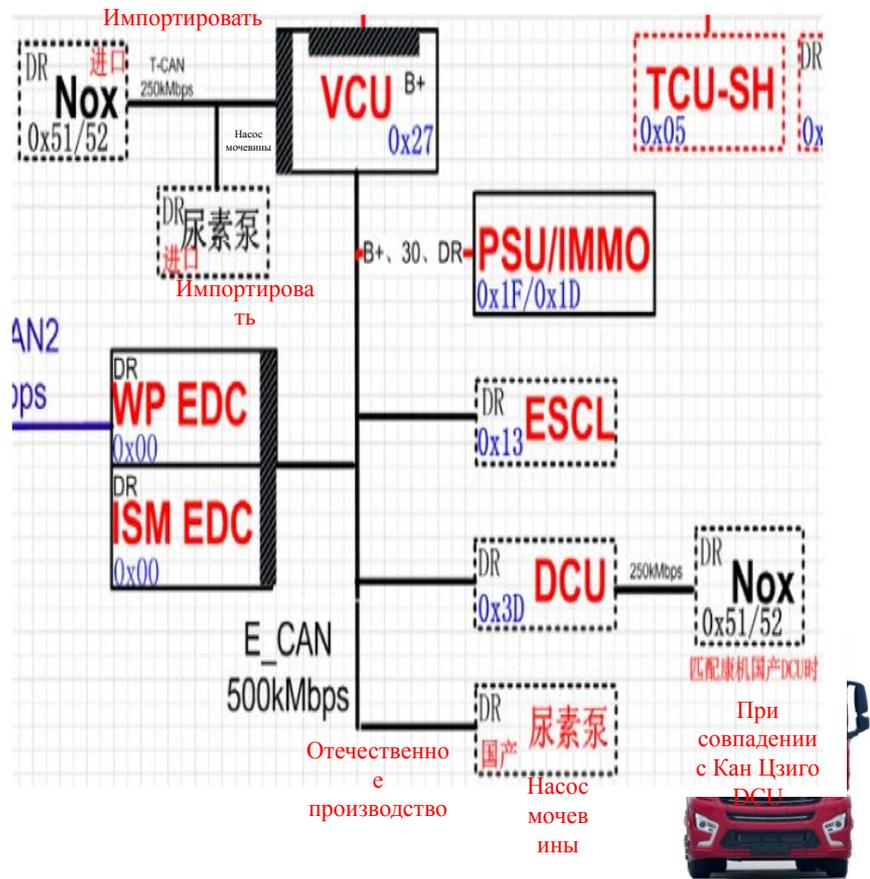 Импортировать
DR
进口
Nox
0x51/52
T-CAN
250kMbps
Насос
мочевины
VCU
B+
0x27
TCU-SH
0x05
DR
0x
DR
尿素泵
进口
Импортирова
ть
B+、30、DR
PSU/IMMO
0x1F/0x1D
AN2
ops
DR
WP EDC
0x00
DR
ISM EDC
0x00
DR
0x13
ESCL
DR
DCU
0x3D
250kMbps
DR
Nox
0x51/52
匹配康机国产DCU时
E_CAN
500kMbps
DR
尿素泵
国产
Отечественно
е
производство
Насос
мочев
ины
При
совпадении
с Кан Цзиго
DCU